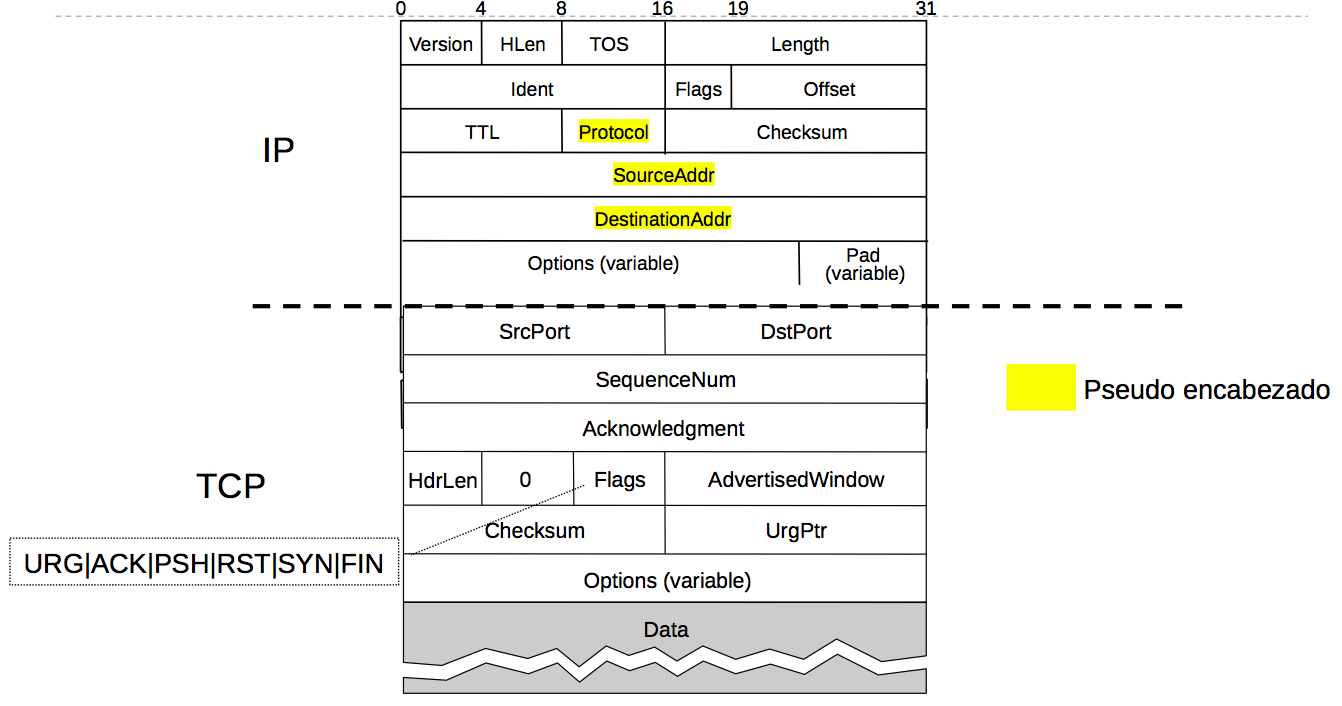 0 4 8 16 19 31
Version HLen TOS Length
Ident Flags Offset
TTL Protocol Checksum
IP
SourceAddr
DestinationAddr
Options (variable) Pad
(variable)
SrcPort DstPort
SequenceNum
Pseudo encabezado
Acknowledgment
TCP
HdrLen 0 Flags AdvertisedWindow
Checksum UrgPtr
URG|ACK|PSH|RST|SYN|FIN
Options (variable)
Data